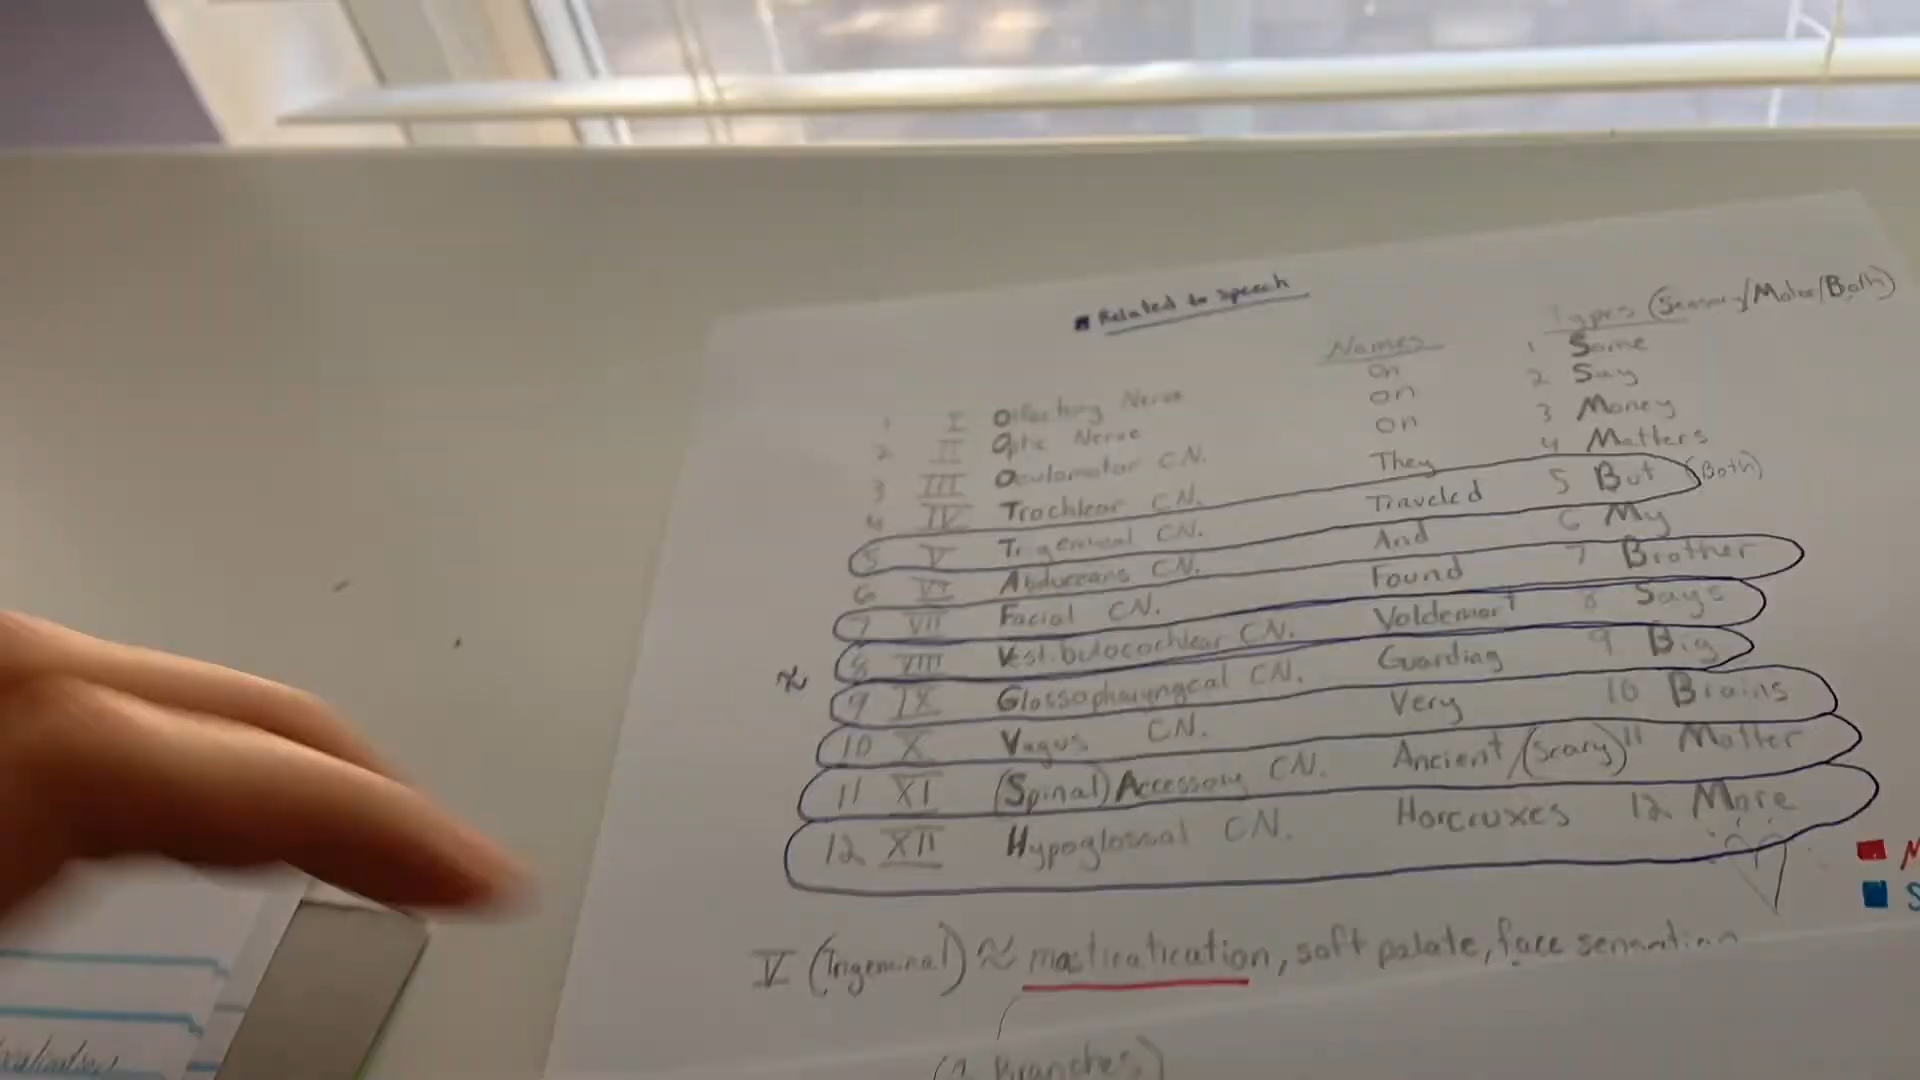 Related to speech
Names Types (Sensory/Motor/Both)
1 I Olfactory Nerve On 1 Some
2 II Optic Nerve on 2 Say
3 III Oculomotor C.N. on 3 Money
4 IV Trochlear C.N. They 4 Matters
5 V Trigeminal C.N. Traveled 5 But (Both)
6 VI Abducens C.N. And 6 My
7 VII Facial C.N. Found 7 Brother
8 VIII Vestibulocochlear C.N. Voldemort 8 Says
≈ 9 IX Glossopharyngeal C.N. Guarding 9 Big
10 X Vagus C.N. Very 10 Brains
11 XI (Spinal) Accessory C.N. Ancient/(Scary) 11 Matter
12 XII Hypoglossal C.N. Horcruxes 12 More
V (Trigeminal) ≈ masticatication, soft palate, face sensation
Branches)